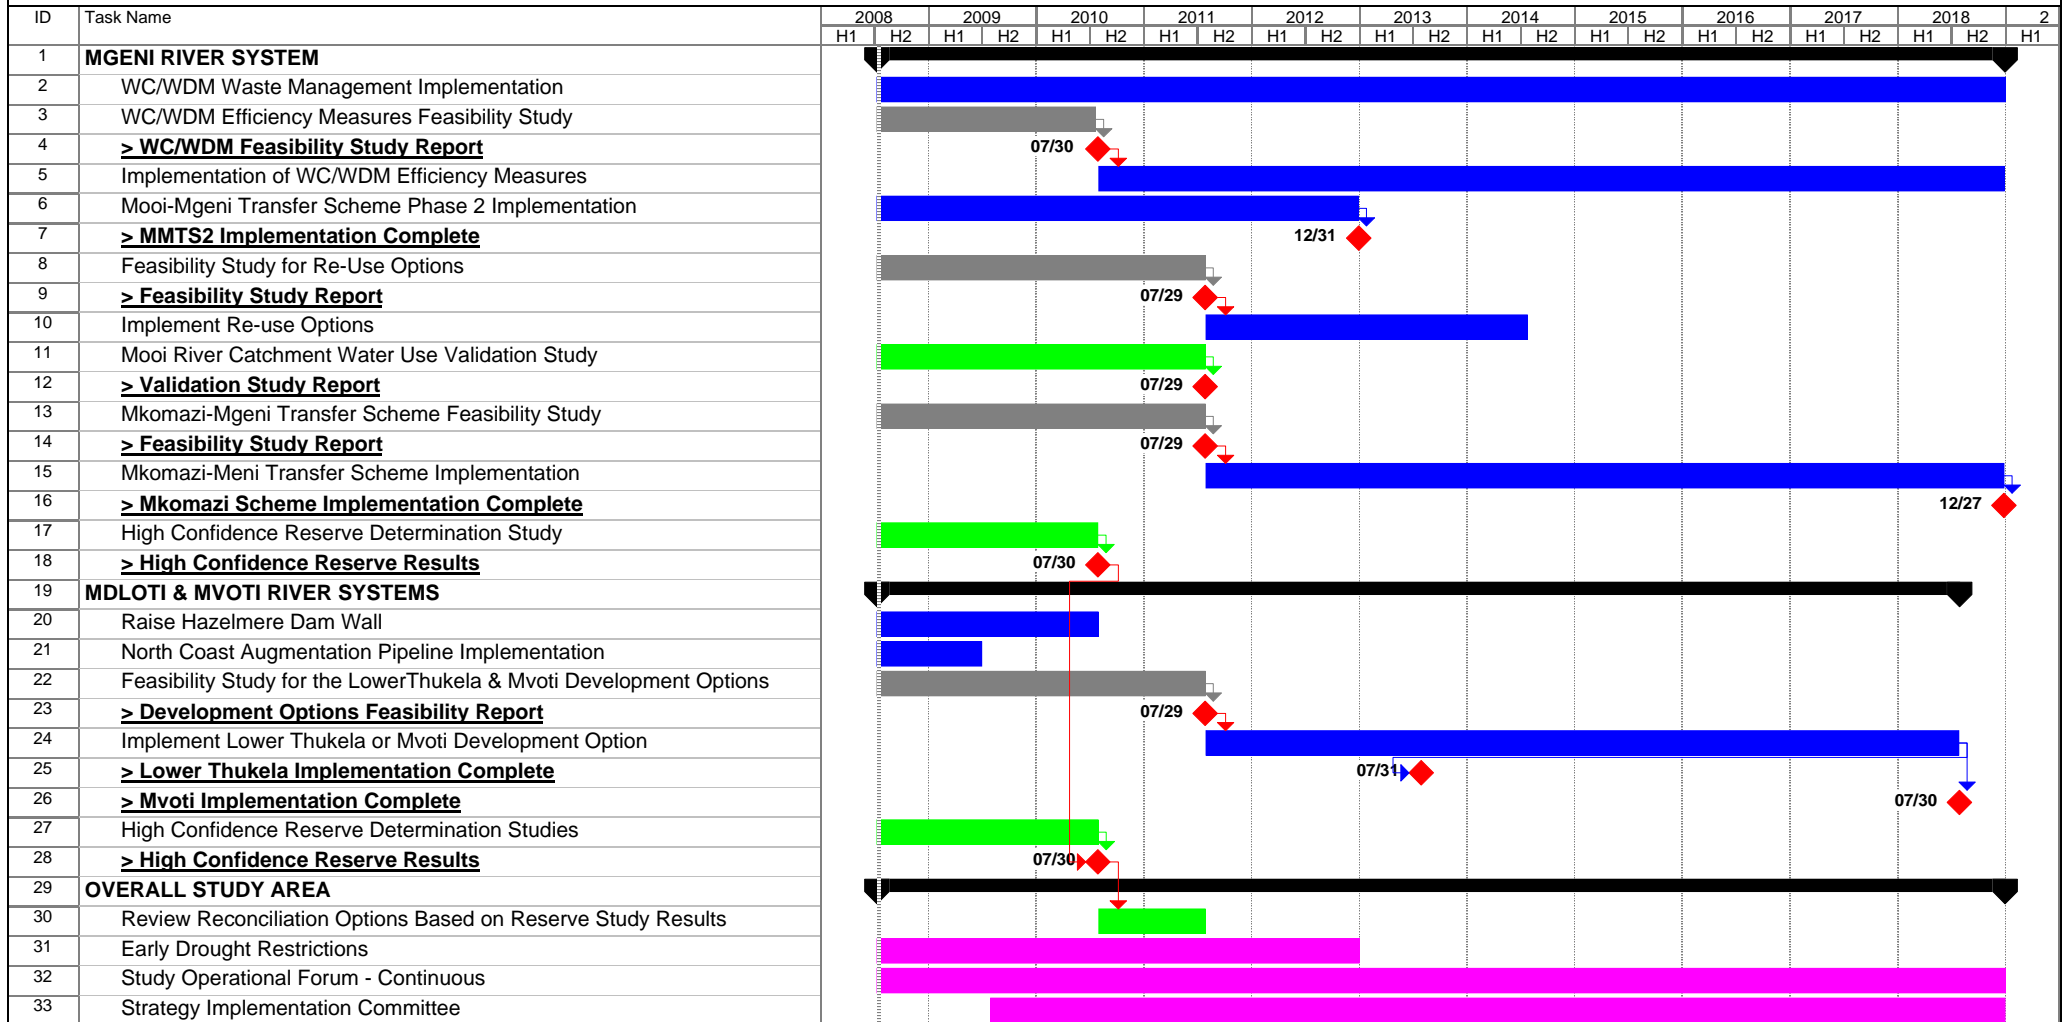 ID Task Name 2008 2009 2010 2011 2012 2013 2014 2015 2016 2017 2018 2
H1 H2 H1 H2 H1 H2 H1 H2 H1 H2 H1 H2 H1 H2 H1 H2 H1 H2 H1 H2 H1 H2 H1
1 MGENI RIVER SYSTEM
2 WC/WDM Waste Management Implementation
3 WC/WDM Efficiency Measures Feasibility Study
4 > WC/WDM Feasibility Study Report 07/30
5 Implementation of WC/WDM Efficiency Measures
6 Mooi-Mgeni Transfer Scheme Phase 2 Implementation
7 > MMTS2 Implementation Complete 12/31
8 Feasibility Study for Re-Use Options
9 > Feasibility Study Report 07/29
10 Implement Re-use Options
11 Mooi River Catchment Water Use Validation Study
12 > Validation Study Report 07/29
13 Mkomazi-Mgeni Transfer Scheme Feasibility Study
14 > Feasibility Study Report 07/29
15 Mkomazi-Meni Transfer Scheme Implementation
16 > Mkomazi Scheme Implementation Complete 12/27
17 High Confidence Reserve Determination Study
18 > High Confidence Reserve Results 07/30
19 MDLOTI & MVOTI RIVER SYSTEMS
20 Raise Hazelmere Dam Wall
21 North Coast Augmentation Pipeline Implementation
22 Feasibility Study for the LowerThukela & Mvoti Development Options
23 > Development Options Feasibility Report 07/29
24 Implement Lower Thukela or Mvoti Development Option
25 > Lower Thukela Implementation Complete 07/31
26 > Mvoti Implementation Complete 07/30
27 High Confidence Reserve Determination Studies
28 > High Confidence Reserve Results 07/30
29 OVERALL STUDY AREA
30 Review Reconciliation Options Based on Reserve Study Results
31 Early Drought Restrictions
32 Study Operational Forum - Continuous
33 Strategy Implementation Committee